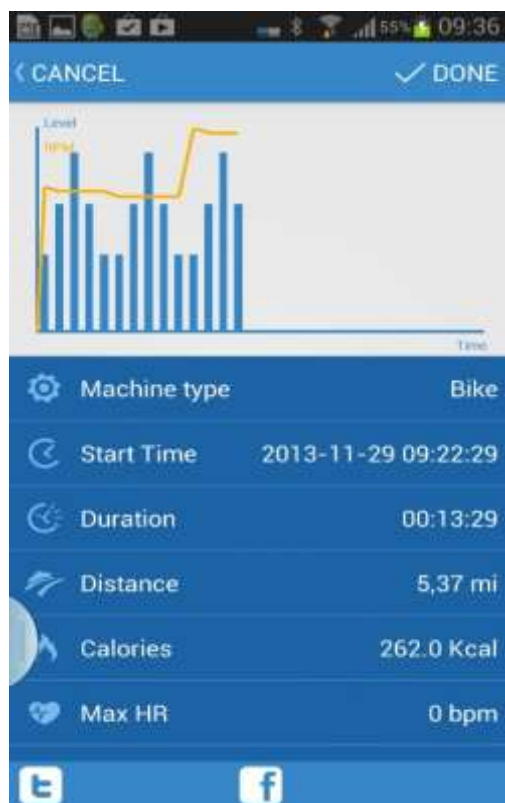 55% 09:36
CANCEL DONE
Level
RPM
Time
Machine type Bike
Start Time 2013-11-29 09:22:29
Duration 00:13:29
Distance 5,37 mi
Calories 262.0 Kcal
Max HR 0 bpm